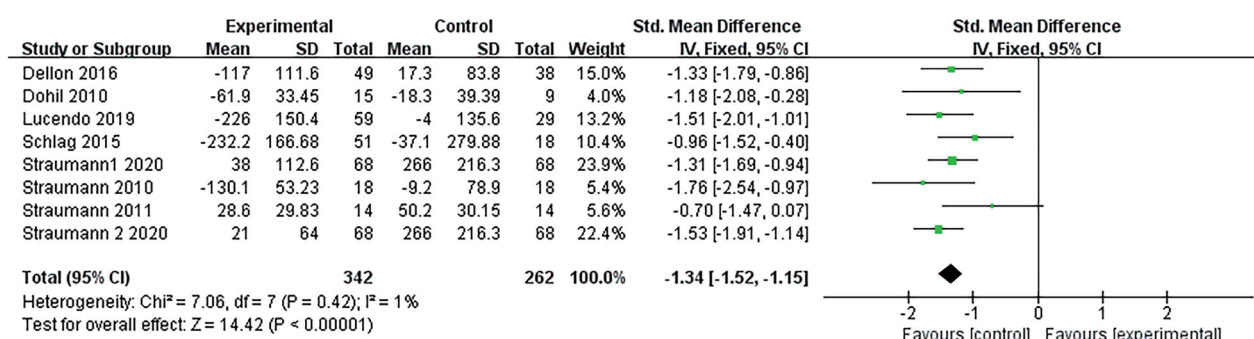 Experimental Control Std. Mean Difference Std. Mean Difference
Study or Subgroup Mean SD Total Mean SD Total Weight IV, Fixed, 95% CI IV, Fixed, 95% CI
Dellon 2016 -117 111.6 49 17.3 83.8 38 15.0% -1.33 [-1.79, -0.86]
Dohil 2010 -61.9 33.45 15 -18.3 39.39 9 4.0% -1.18 [-2.08, -0.28]
Lucendo 2019 -226 150.4 59 -4 135.6 29 13.2% -1.51 [-2.01, -1.01]
Schlag 2015 -232.2 166.68 51 -37.1 279.88 18 10.4% -0.96 [-1.52, -0.40]
Straumann1 2020 38 112.6 68 266 216.3 68 23.9% -1.31 [-1.69, -0.94]
Straumann 2010 -130.1 53.23 18 -9.2 78.9 18 5.4% -1.76 [-2.54, -0.97]
Straumann 2011 28.6 29.83 14 50.2 30.15 14 5.6% -0.70 [-1.47, 0.07]
Straumann 2 2020 21 64 68 266 216.3 68 22.4% -1.53 [-1.91, -1.14]
Total (95% CI) 342 262 100.0% -1.34 [-1.52, -1.15]
Heterogeneity: Chi² = 7.06, df = 7 (P = 0.42); I² = 1%
Test for overall effect: Z = 14.42 (P < 0.00001)
-2 -1 0 1 2
Favours [control] Favours [experimental]